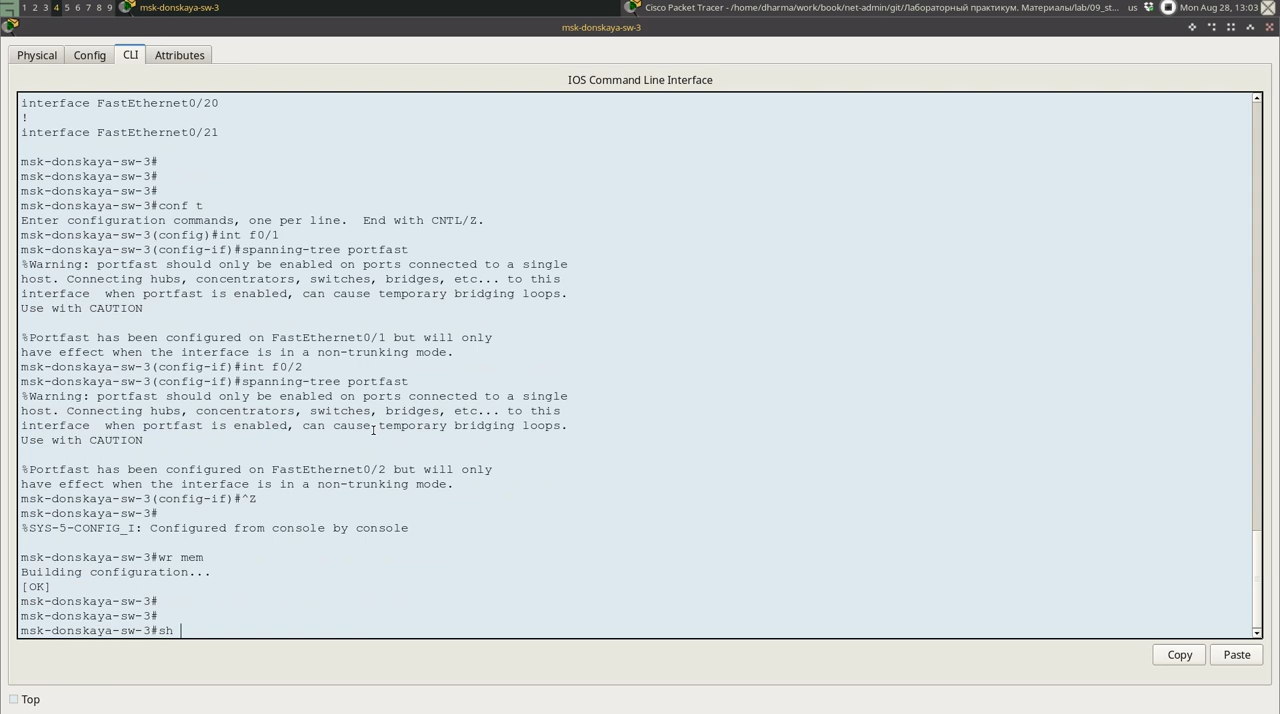 1 2 3 4 5 6 7 8 9 msk-donskaya-sw-3 Cisco Packet Tracer - /home/dharma/work/book/net-admin/git/Лабораторный практикум. Материалы/lab/09_st... us Mon Aug 28, 13:03
msk-donskaya-sw-3
Physical Config CLI Attributes
IOS Command Line Interface
interface FastEthernet0/20
!
interface FastEthernet0/21
msk-donskaya-sw-3#
msk-donskaya-sw-3#
msk-donskaya-sw-3#
msk-donskaya-sw-3#conf t
Enter configuration commands, one per line.  End with CNTL/Z.
msk-donskaya-sw-3(config)#int f0/1
msk-donskaya-sw-3(config-if)#spanning-tree portfast
%Warning: portfast should only be enabled on ports connected to a single
host. Connecting hubs, concentrators, switches, bridges, etc... to this
interface  when portfast is enabled, can cause temporary bridging loops.
Use with CAUTION
%Portfast has been configured on FastEthernet0/1 but will only
have effect when the interface is in a non-trunking mode.
msk-donskaya-sw-3(config-if)#int f0/2
msk-donskaya-sw-3(config-if)#spanning-tree portfast
%Warning: portfast should only be enabled on ports connected to a single
host. Connecting hubs, concentrators, switches, bridges, etc... to this
interface  when portfast is enabled, can cause temporary bridging loops.
Use with CAUTION
%Portfast has been configured on FastEthernet0/2 but will only
have effect when the interface is in a non-trunking mode.
msk-donskaya-sw-3(config-if)#^Z
msk-donskaya-sw-3#
%SYS-5-CONFIG_I: Configured from console by console
msk-donskaya-sw-3#wr mem
Building configuration...
[OK]
msk-donskaya-sw-3#
msk-donskaya-sw-3#
msk-donskaya-sw-3#sh
Copy Paste
Top